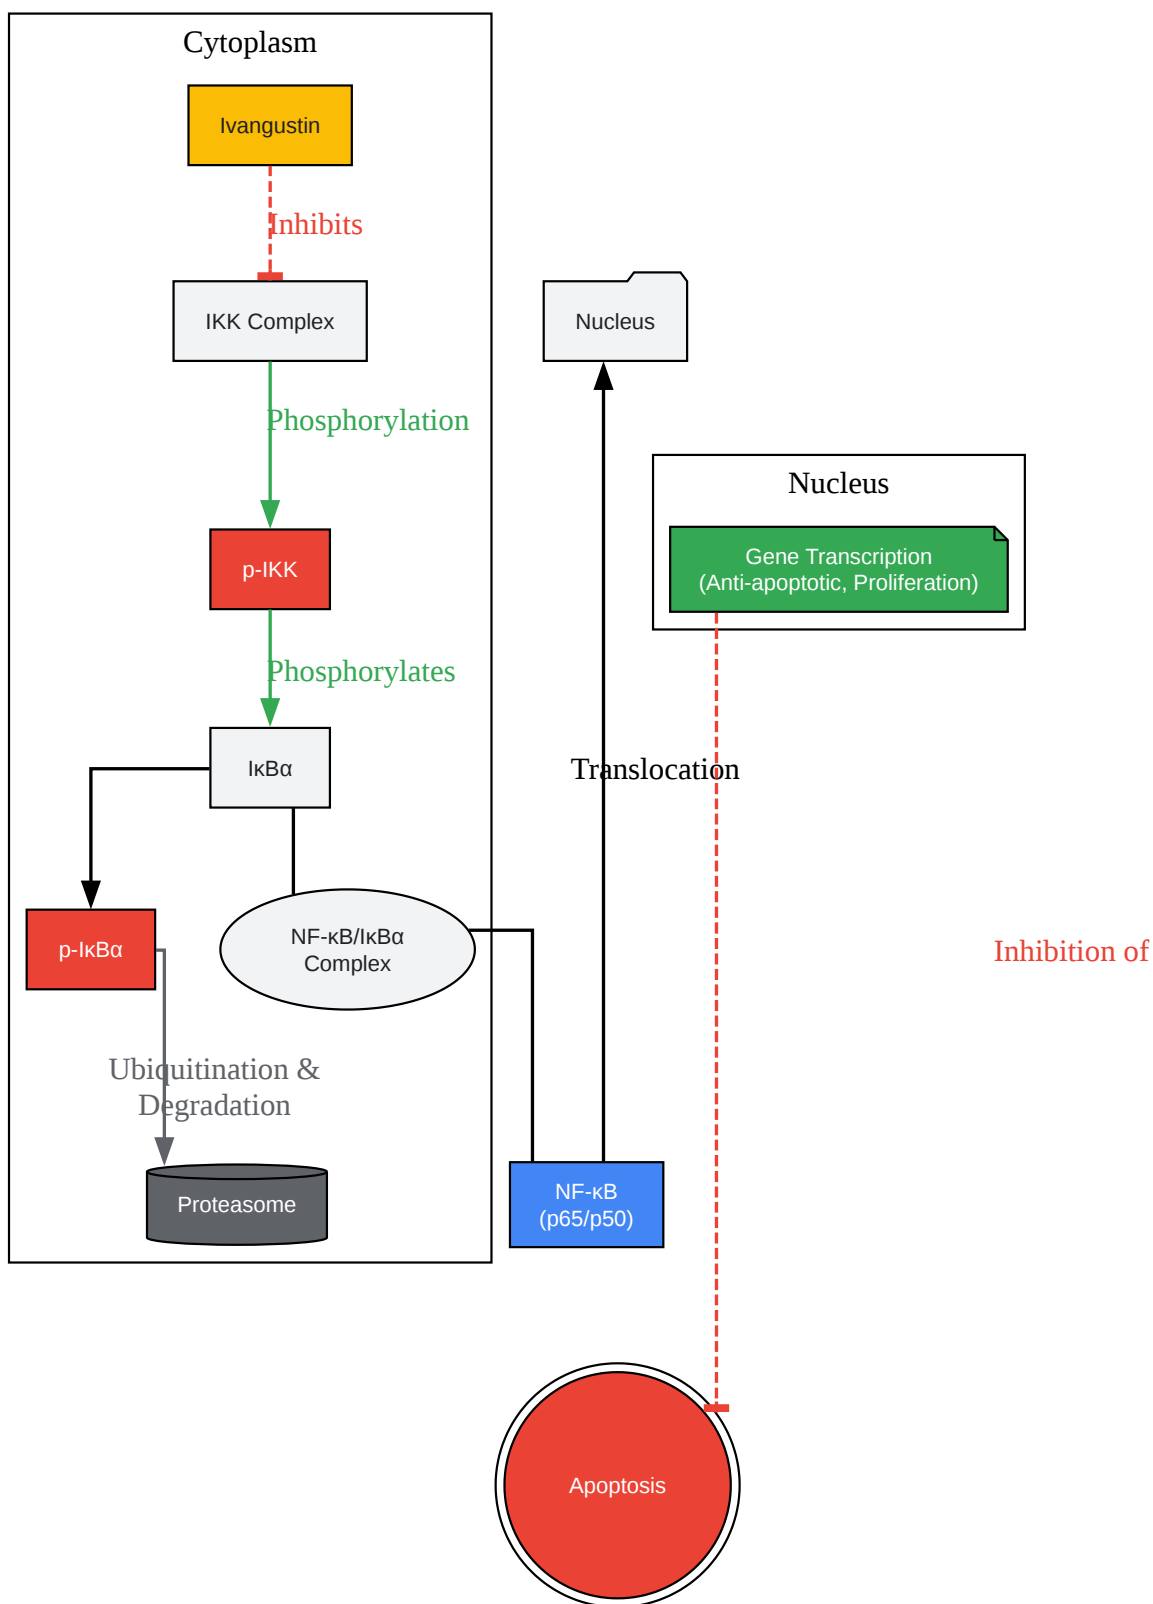 Cytoplasm
Ivangustin
Inhibits
IKK Complex
Nucleus
Phosphorylation
Nucleus
Gene Transcription
(Anti-apoptotic, Proliferation)
p-IKK
Phosphorylates
IκBα
Translocation
p-IκBα
NF-κB/IκBα
Complex
Inhibition of
Ubiquitination &
Degradation
Proteasome
NF-κB
(p65/p50)
Apoptosis